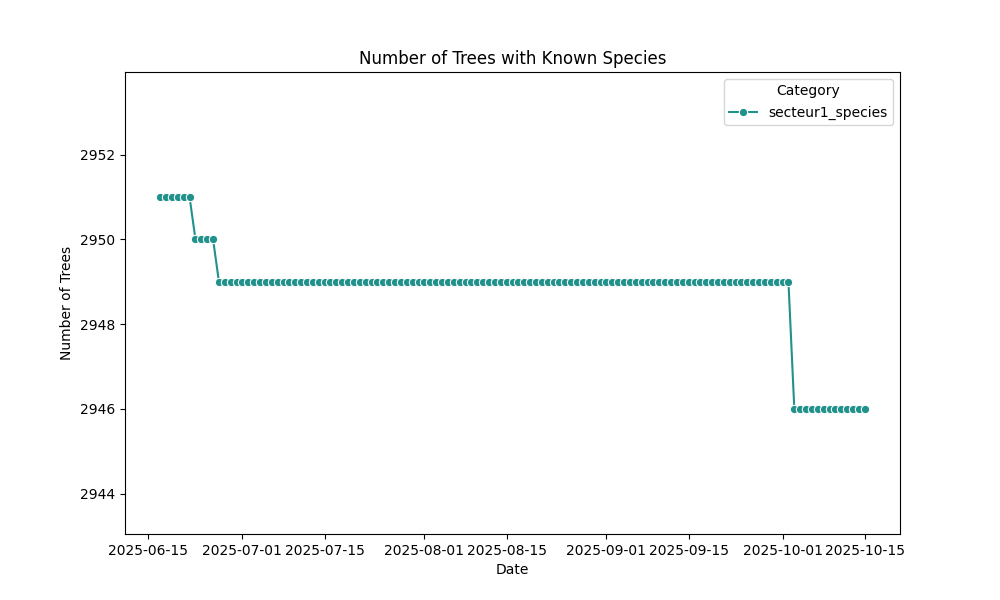 Number of Trees with Known Species
Category
secteur1_species
2952
2950
2948
2946
2944
Number of Trees
2025-06-15 2025-07-01 2025-07-15 2025-08-01 2025-08-15 2025-09-01 2025-09-15 2025-10-01 2025-10-15
Date